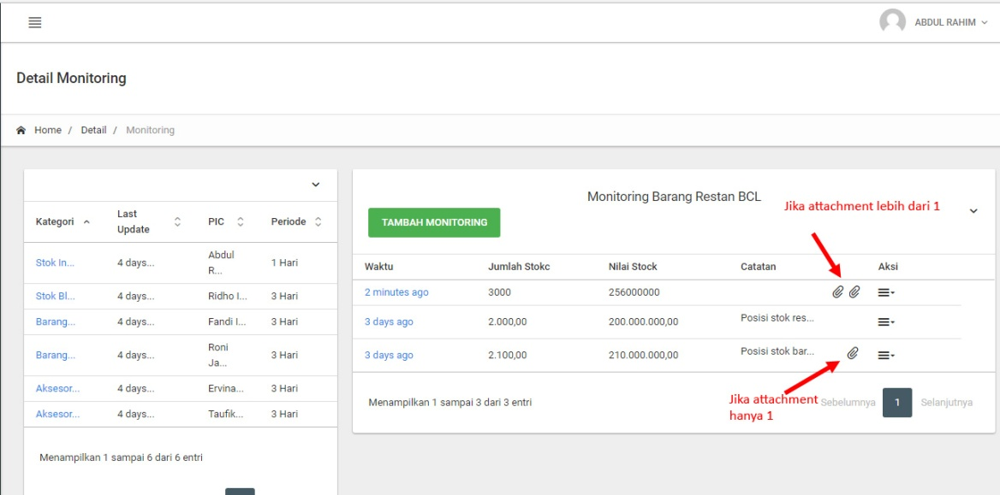 ABDUL RAHIM
Detail Monitoring
Home / Detail / Monitoring
Kategori Last Update PIC Periode
Stok In... 4 days... Abdul R... 1 Hari
Stok Bl... 4 days... Ridho I... 3 Hari
Barang... 4 days... Fandi I... 3 Hari
Barang... 4 days... Roni Ja... 3 Hari
Aksesor... 4 days... Ervina... 3 Hari
Aksesor... 4 days... Taufik... 3 Hari
Menampilkan 1 sampai 6 dari 6 entri
Monitoring Barang Restan BCL
Jika attachment lebih dari 1
TAMBAH MONITORING
Waktu Jumlah Stokc Nilai Stock Catatan Aksi
2 minutes ago 3000 256000000
3 days ago 2.000,00 200.000.000,00 Posisi stok res...
3 days ago 2.100,00 210.000.000,00 Posisi stok bar...
Jika attachment
hanya 1
Menampilkan 1 sampai 3 dari 3 entri Sebelumnya 1 Selanjutnya